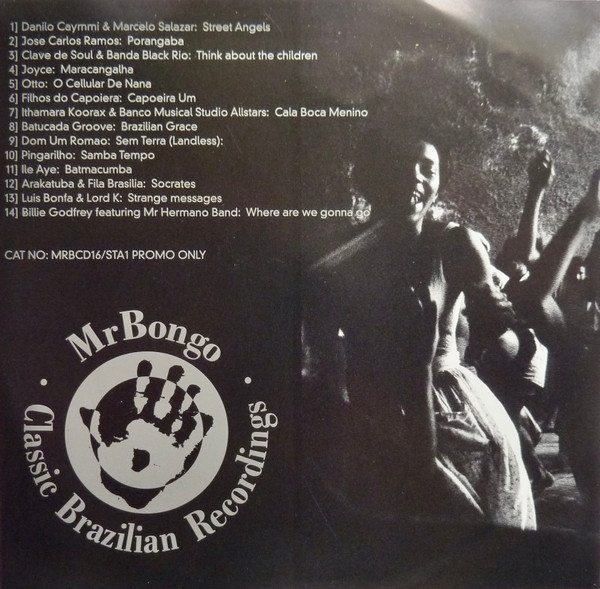 1] Danilo Caymmi & Marcelo Salazar: Street Angels
2] Jose Carlos Ramos: Porangaba
3] Clave de Soul & Banda Black Rio: Think about the children
4] Joyce: Maracangalha
5] Otto: O Cellular De Nana
6] Filhos do Capoiera: Capoeira Um
7] Ithamara Koorax & Banco Musical Studio Allstars: Cala Boca Menino
8] Batucada Groove: Brazilian Grace
9] Dom Um Romao: Sem Terra (Landless):
10] Pingarilho: Samba Tempo
11] Ile Aye: Batmacumba
12] Arakatuba & Fila Brasilia: Socrates
13] Luis Bonfa & Lord K: Strange messages
14] Billie Godfrey featuring Mr Hermano Band: Where are we gonna go
CAT NO: MRBCD16/STA1 PROMO ONLY
Mr Bongo
• Classic Brazilian Recordings •